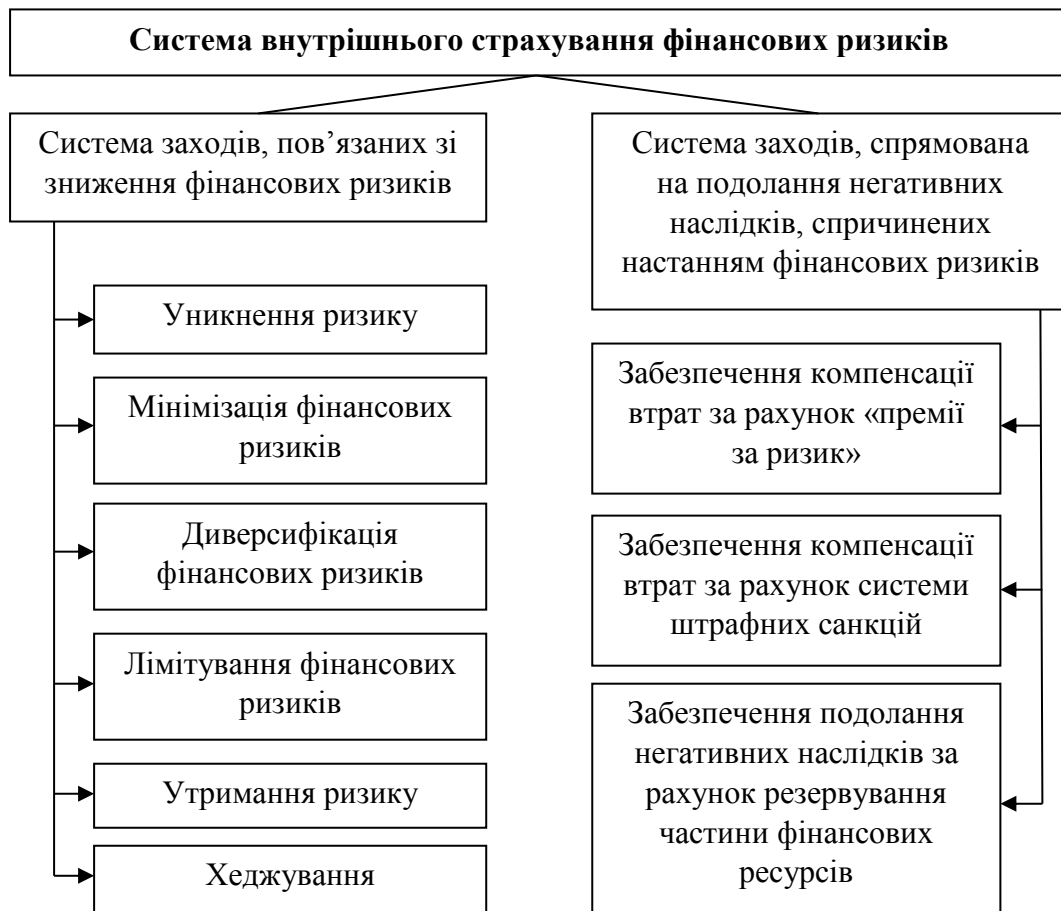 Система внутрішнього страхування фінансових ризиків
Система заходів, пов’язаних зі
зниження фінансових ризиків
Уникнення ризику
Мінімізація фінансових
ризиків
Диверсифікація
фінансових ризиків
Лімітування фінансових
ризиків
Утримання ризику
Хеджування
Система заходів, спрямована
на подолання негативних
наслідків, спричинених
настанням фінансових ризиків
Забезпечення компенсації
втрат за рахунок «премії
за ризик»
Забезпечення компенсації
втрат за рахунок системи
штрафних санкцій
Забезпечення подолання
негативних наслідків за
рахунок резервування
частини фінансових
ресурсів